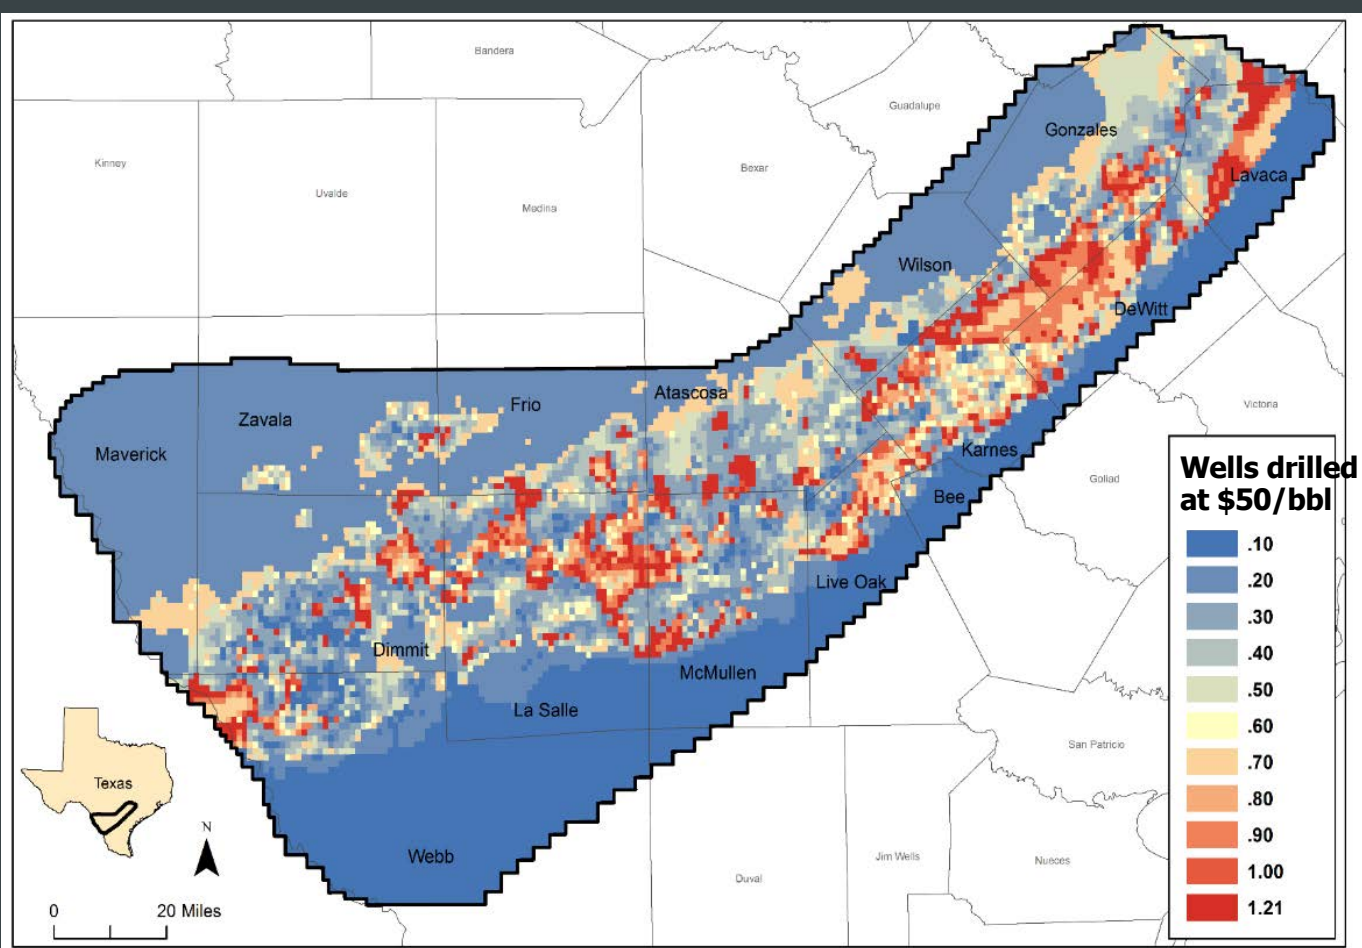 Bandera
Guadalupe
Gonzales
Kinney
Bexar
Lavaca
Uvalde
Medina
Wilson
DeWitt
Atascosa
Frio
Zavala
Victoria
Maverick
Karnes
Goliad
Bee
Live Oak
Dimmit
McMullen
La Salle
San Patricio
Webb
Jim Wells
Nueces
Duval
Texas
N
0 20 Miles
Wells drilled
at $50/bbl
.10
.20
.30
.40
.50
.60
.70
.80
.90
1.00
1.21